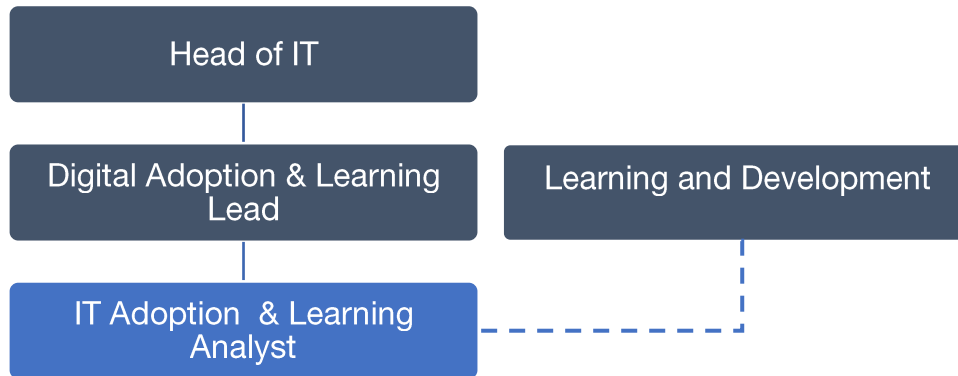 Head of IT
Digital Adoption & Learning
Lead
Learning and Development
IT Adoption  & Learning
Analyst